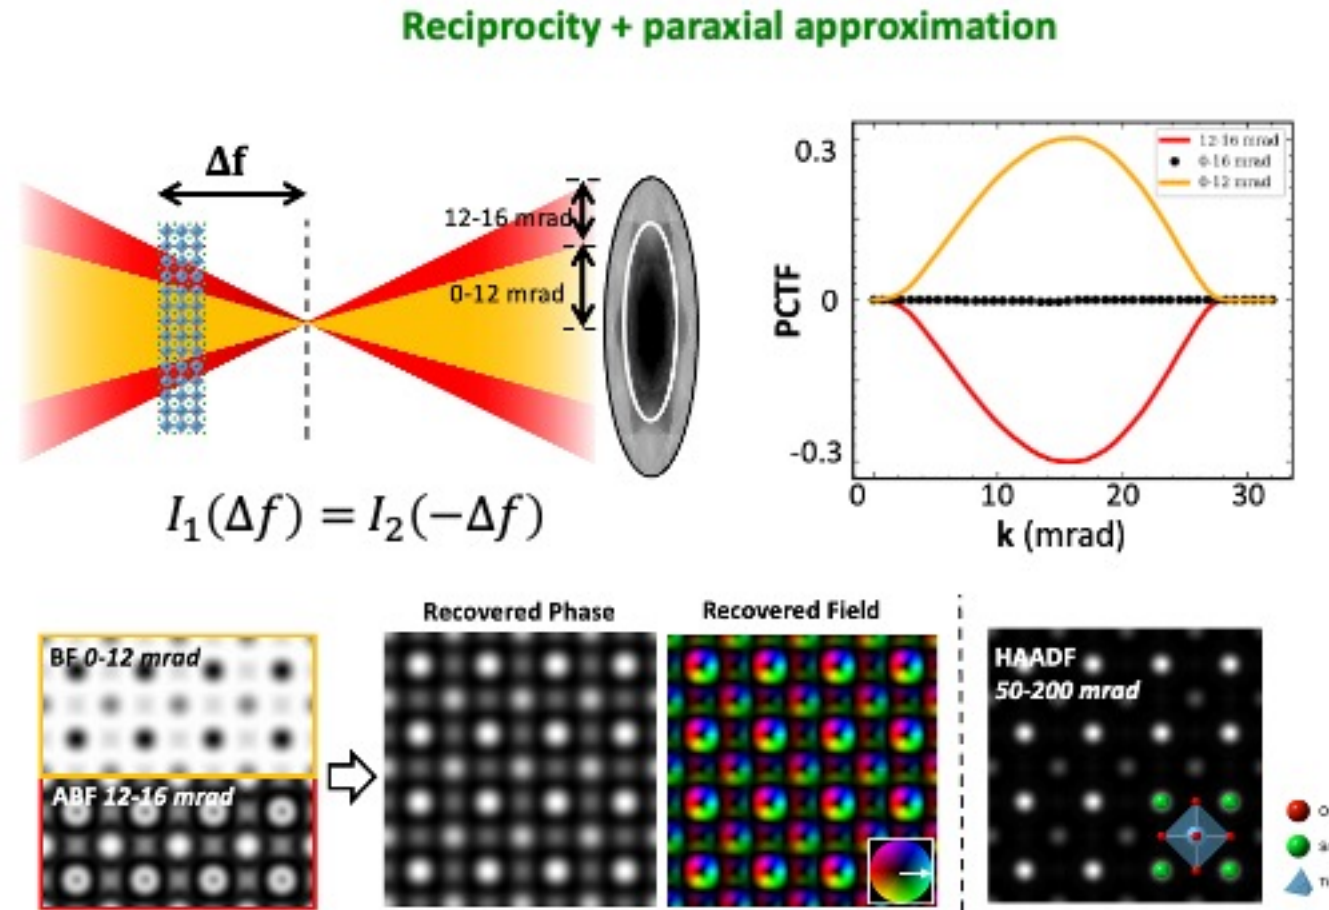 Reciprocity + paraxial approximation
Δf
12-16 mrad
0-12 mrad
I₁(Δf) = I₂(−Δf)
PCTF
0.3
0
-0.3
12-16 mrad
0-16 mrad
0-12 mrad
0 10 20 30
k (mrad)
BF 0-12 mrad
ABF 12-16 mrad
Recovered Phase
Recovered Field
HAADF
50-200 mrad
O